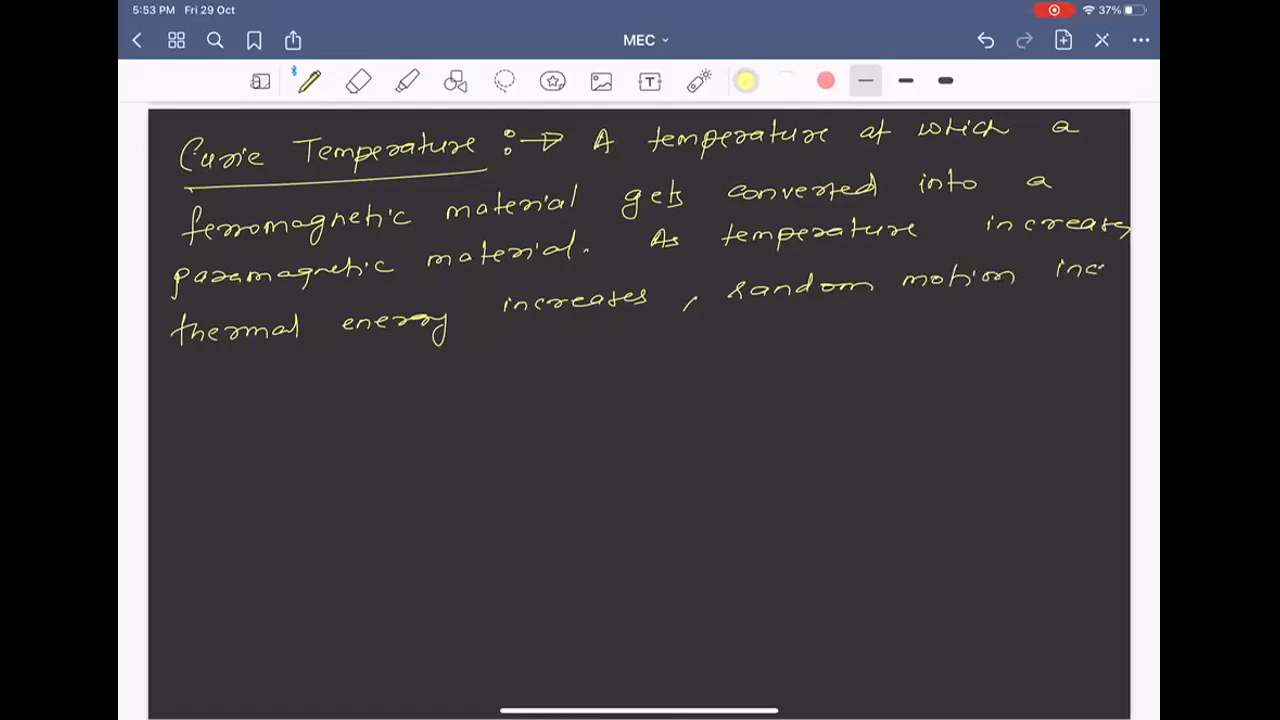 5:53 PM Fri 29 Oct
37%
MEC
T
Curie Temperature :→ A temperature at which a
ferromagnetic material gets converted into a
paramagnetic material. As temperature increases
thermal energy increases, random motion inc